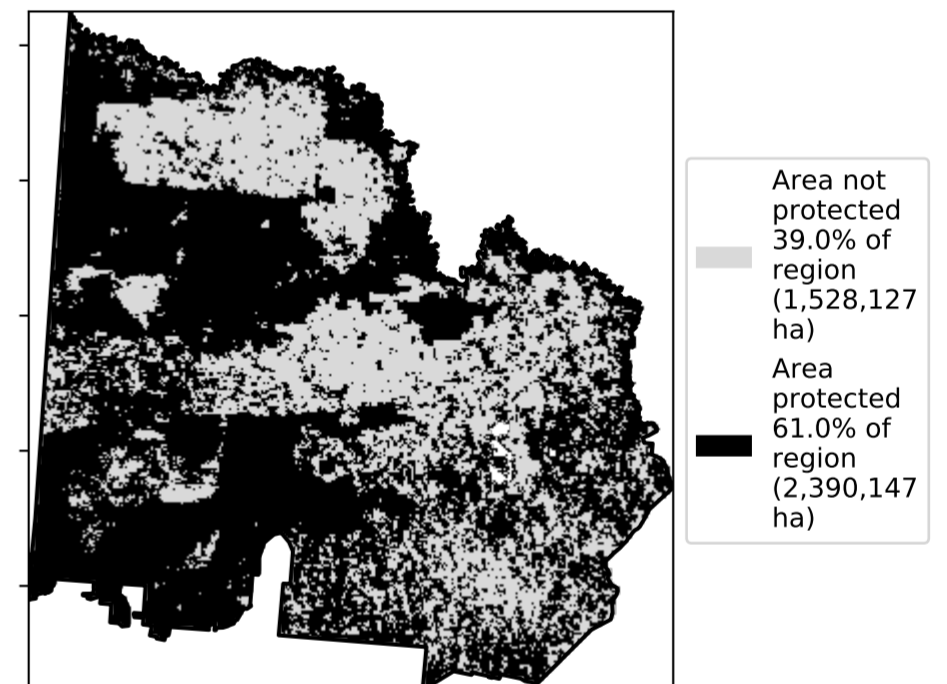 Area not
protected
39.0% of
region
(1,528,127
ha)
Area
protected
61.0% of
region
(2,390,147
ha)